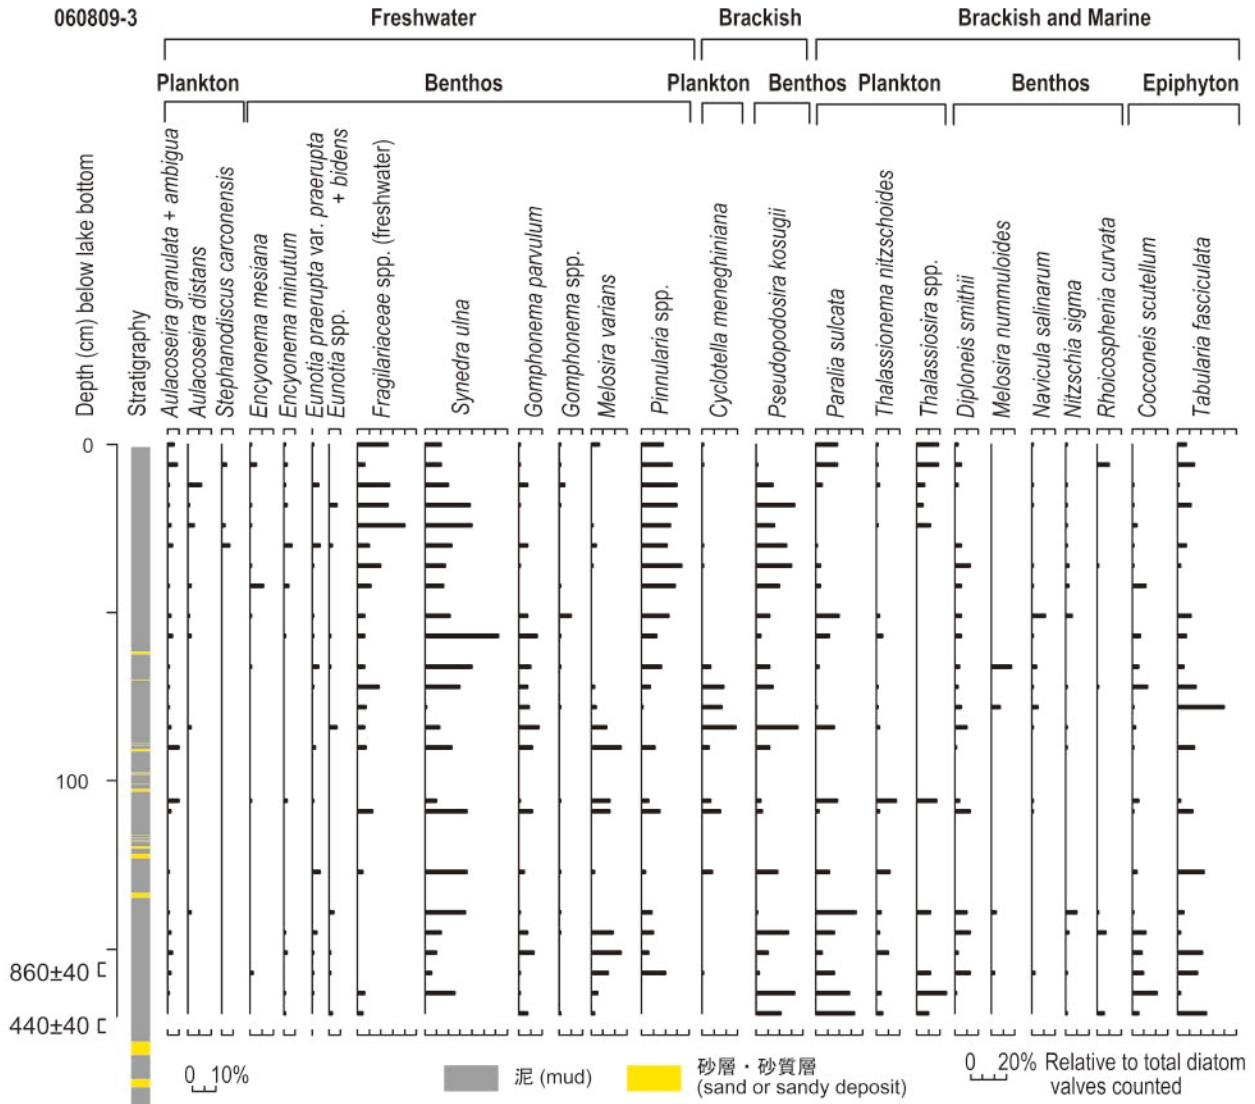 060809-3
Freshwater
Brackish
Brackish and Marine
Plankton
Benthos
Plankton
Benthos
Plankton
Benthos
Epiphyton
Depth (cm) below lake bottom
Stratigraphy
Aulacoseira granulata + ambigua
Aulacoseira distans
Stephanodiscus carconensis
Encyonema mesiana
Encyonema minutum
Eunotia praerupta var. praerupta
+ bidens
Eunotia spp.
Fragilariaceae spp. (freshwater)
Synedra ulna
Gomphonema parvulum
Gomphonema spp.
Melosira varians
Pinnularia spp.
Cyclotella meneghiniana
Pseudopodosira kosugii
Paralia sulcata
Thalassionema nitzschoides
Thalassiosira spp.
Diploneis smithii
Melosira nummuloides
Navicula salinarum
Nitzschia sigma
Rhoicosphenia curvata
Cocconeis scutellum
Tabularia fasciculata
0
100
860±40
440±40
0 10%
泥 (mud)
砂層・砂質層
(sand or sandy deposit)
0 20% Relative to total diatom
valves counted